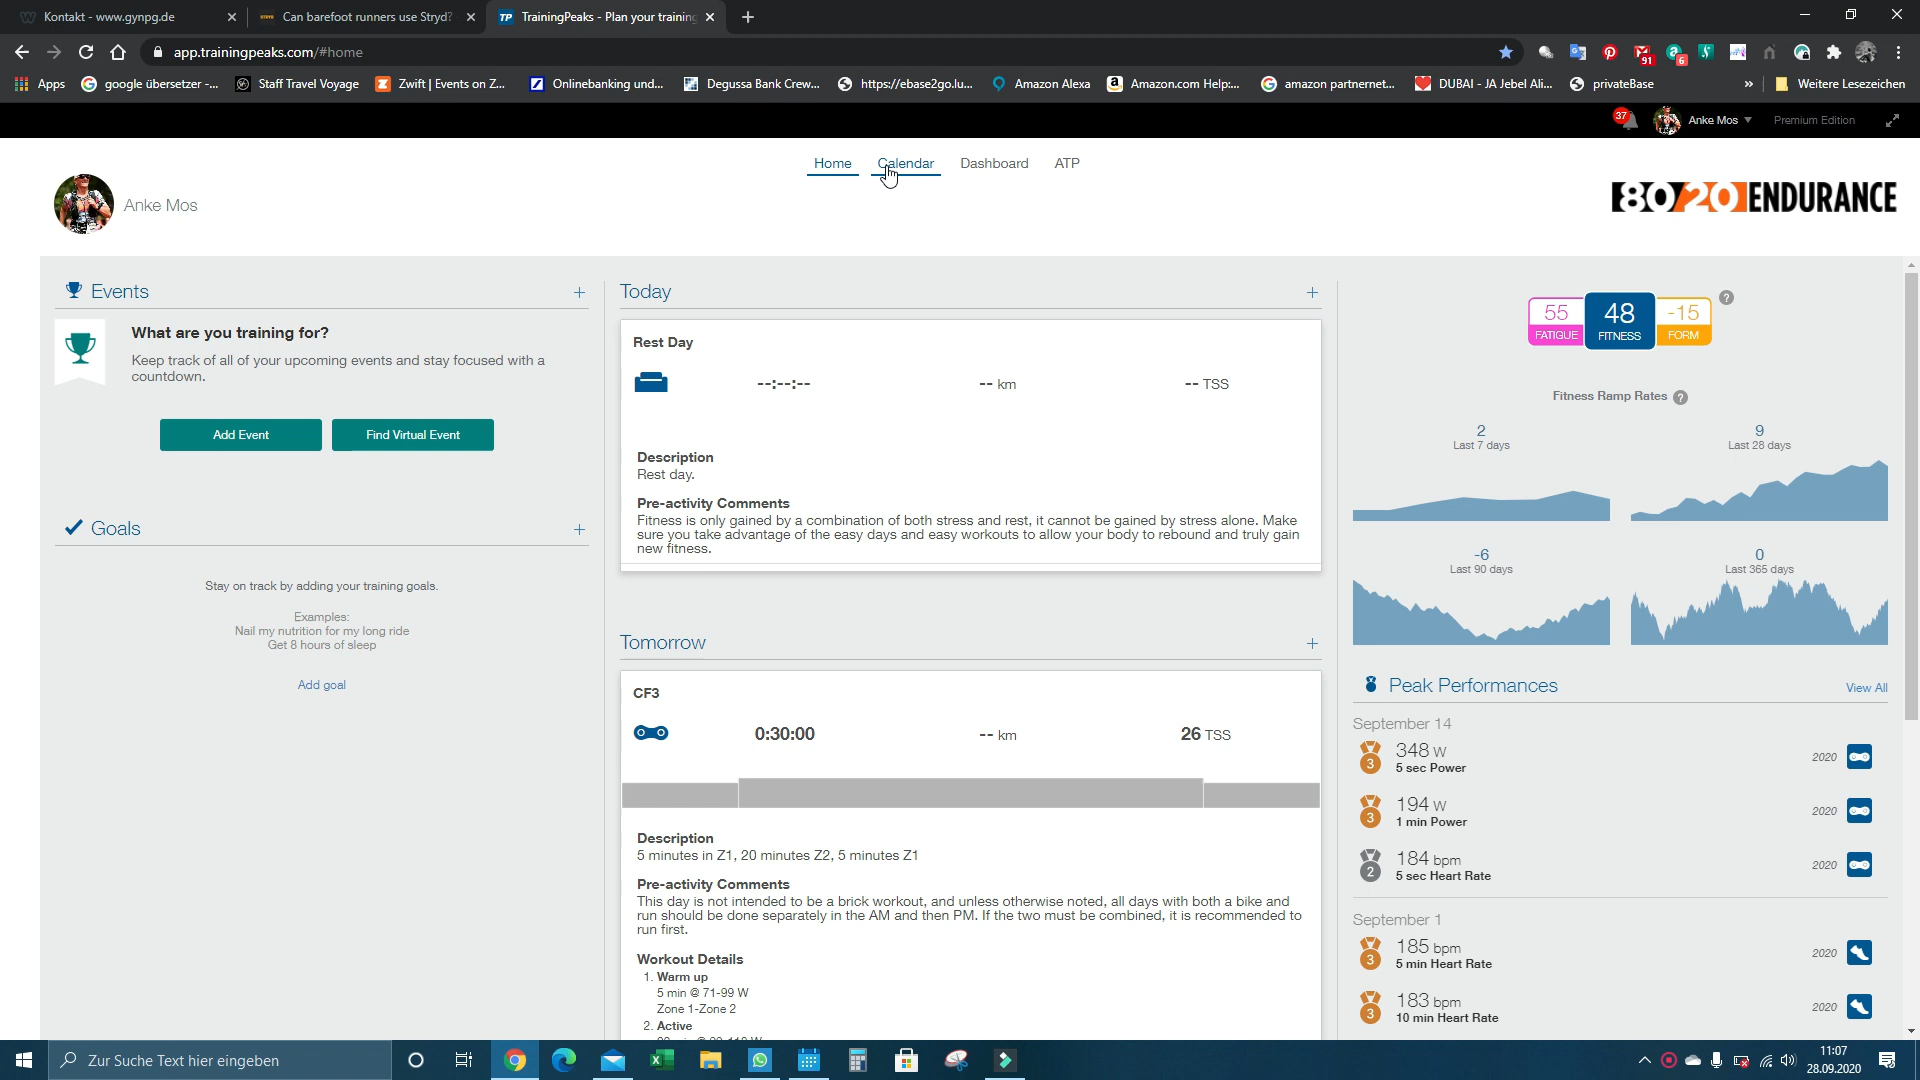 Kontakt - www.gynpg.de
Can barefoot runners use Stryd?
TrainingPeaks - Plan your training
app.trainingpeaks.com/#home
91
6
Apps
google übersetzer -...
Staff Travel Voyage
Zwift | Events on Z...
Onlinebanking und...
Degussa Bank Crew...
https://ebase2go.lu...
Amazon Alexa
Amazon.com Help:...
amazon partnernet...
DUBAI - JA Jebel Ali...
privateBase
Weitere Lesezeichen
37
Anke Mos
Premium Edition
Home
Calendar
Dashboard
ATP
Anke Mos
80/20 ENDURANCE
Events
What are you training for?
Keep track of all of your upcoming events and stay focused with a
countdown.
Add Event
Find Virtual Event
Goals
Stay on track by adding your training goals.
Examples:
Nail my nutrition for my long ride
Get 8 hours of sleep
Add goal
Today
Rest Day
--:--:--
-- km
-- TSS
Description
Rest day.
Pre-activity Comments
Fitness is only gained by a combination of both stress and rest, it cannot be gained by stress alone. Make
sure you take advantage of the easy days and easy workouts to allow your body to rebound and truly gain
new fitness.
Tomorrow
CF3
0:30:00
-- km
26 TSS
Description
5 minutes in Z1, 20 minutes Z2, 5 minutes Z1
Pre-activity Comments
This day is not intended to be a brick workout, and unless otherwise noted, all days with both a bike and
run should be done separately in the AM and then PM. If the two must be combined, it is recommended to
run first.
Workout Details
1. Warm up
5 min @ 71-99 W
Zone 1-Zone 2
2. Active
55
FATIGUE
48
FITNESS
-15
FORM
?
Fitness Ramp Rates ?
2
Last 7 days
9
Last 28 days
-6
Last 90 days
0
Last 365 days
Peak Performances
View All
September 14
3
348 W
5 sec Power
2020
3
194 W
1 min Power
2020
2
184 bpm
5 sec Heart Rate
2020
September 1
3
185 bpm
5 min Heart Rate
2020
3
183 bpm
10 min Heart Rate
2020
Zur Suche Text hier eingeben
11:07
28.09.2020